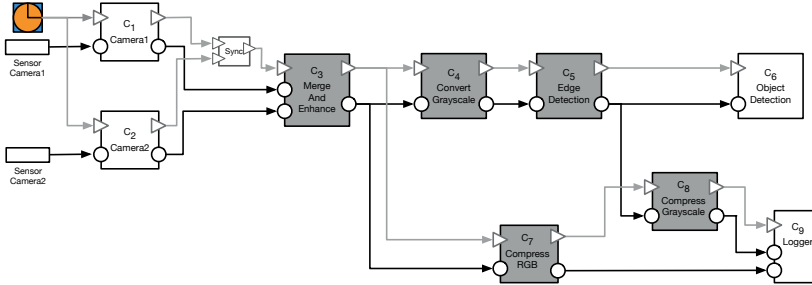 C1
Camera1
Sensor
Camera1
Sync
C2
Camera2
Sensor
Camera2
C3
Merge
And
Enhance
C4
Convert
Grayscale
C5
Edge
Detection
C6
Object
Detection
C7
Compress
RGB
C8
Compress
Grayscale
C9
Logger